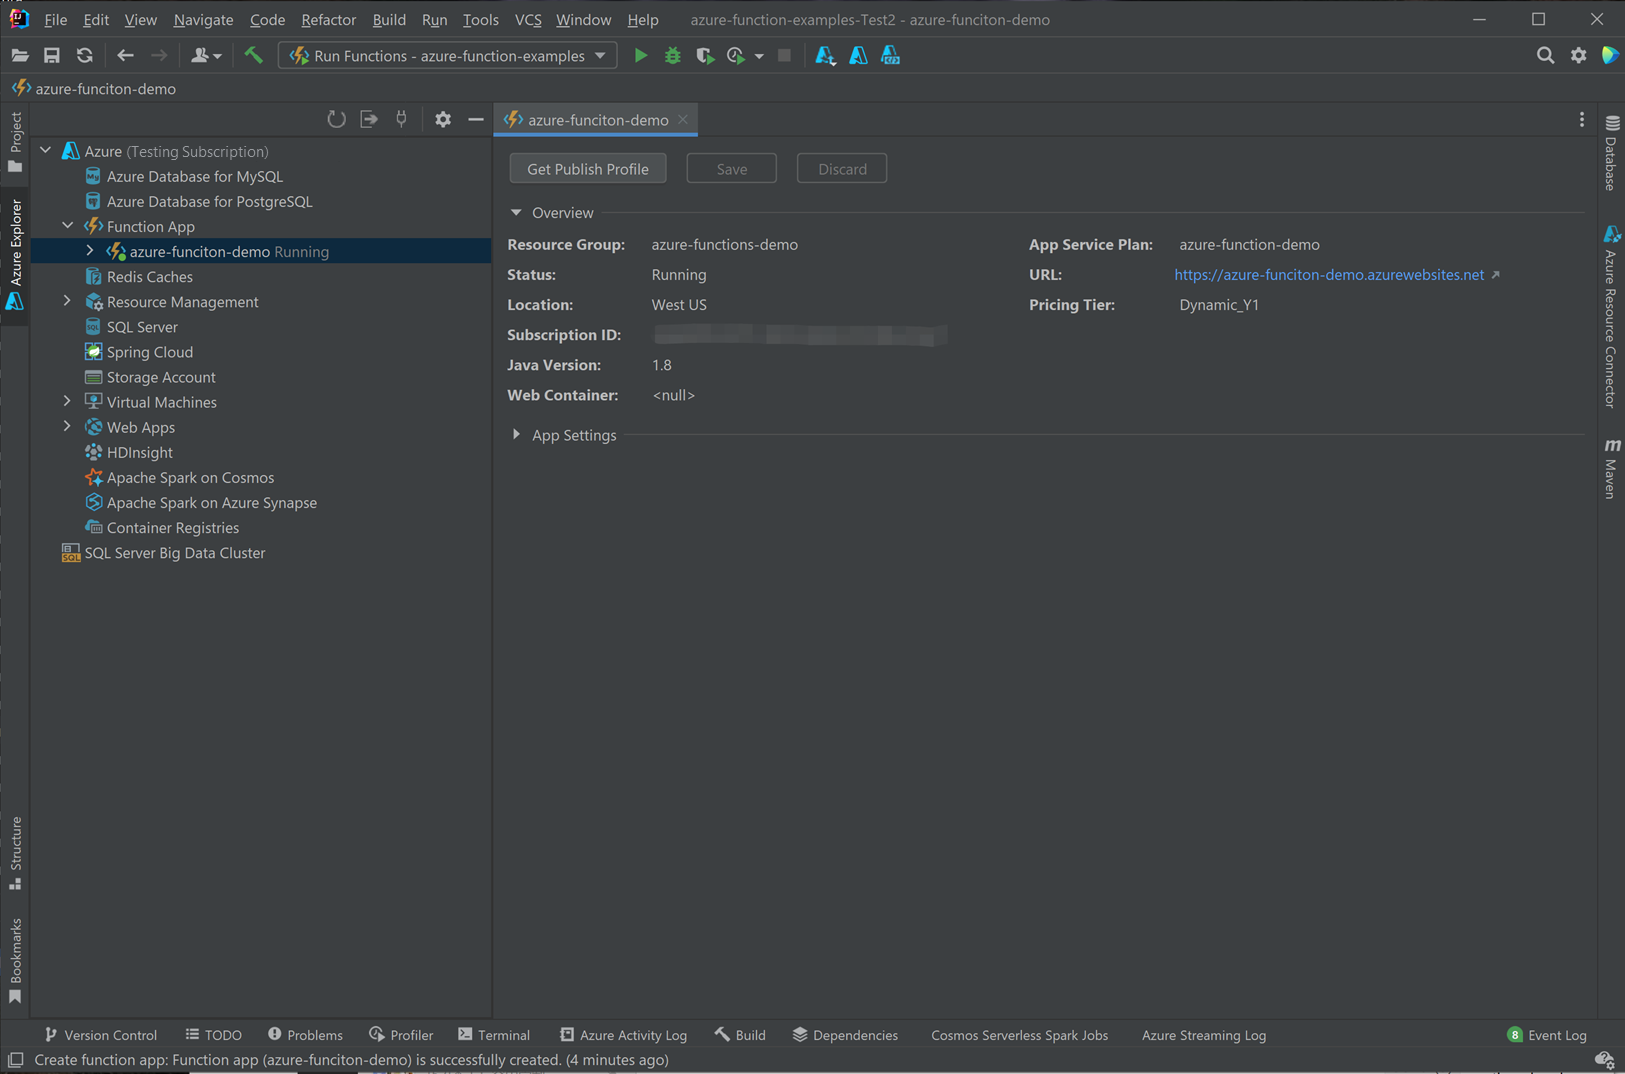 File Edit View Navigate Code Refactor Build Run Tools VCS Window Help azure-function-examples-Test2 - azure-funciton-demo
Run Functions - azure-function-examples
azure-funciton-demo
Project
Azure Explorer
Structure
Bookmarks
Azure (Testing Subscription)
Azure Database for MySQL
Azure Database for PostgreSQL
Function App
azure-funciton-demo Running
Redis Caches
Resource Management
SQL Server
Spring Cloud
Storage Account
Virtual Machines
Web Apps
HDInsight
Apache Spark on Cosmos
Apache Spark on Azure Synapse
Container Registries
SQL Server Big Data Cluster
azure-funciton-demo
Get Publish Profile Save Discard
Overview
Resource Group: azure-functions-demo App Service Plan: azure-function-demo
Status: Running URL: https://azure-funciton-demo.azurewebsites.net
Location: West US Pricing Tier: Dynamic_Y1
Subscription ID:
Java Version: 1.8
Web Container: <null>
App Settings
Database
Azure Resource Connector
Maven
Version Control TODO Problems Profiler Terminal Azure Activity Log Build Dependencies Cosmos Serverless Spark Jobs Azure Streaming Log 8 Event Log
Create function app: Function app (azure-funciton-demo) is successfully created. (4 minutes ago)